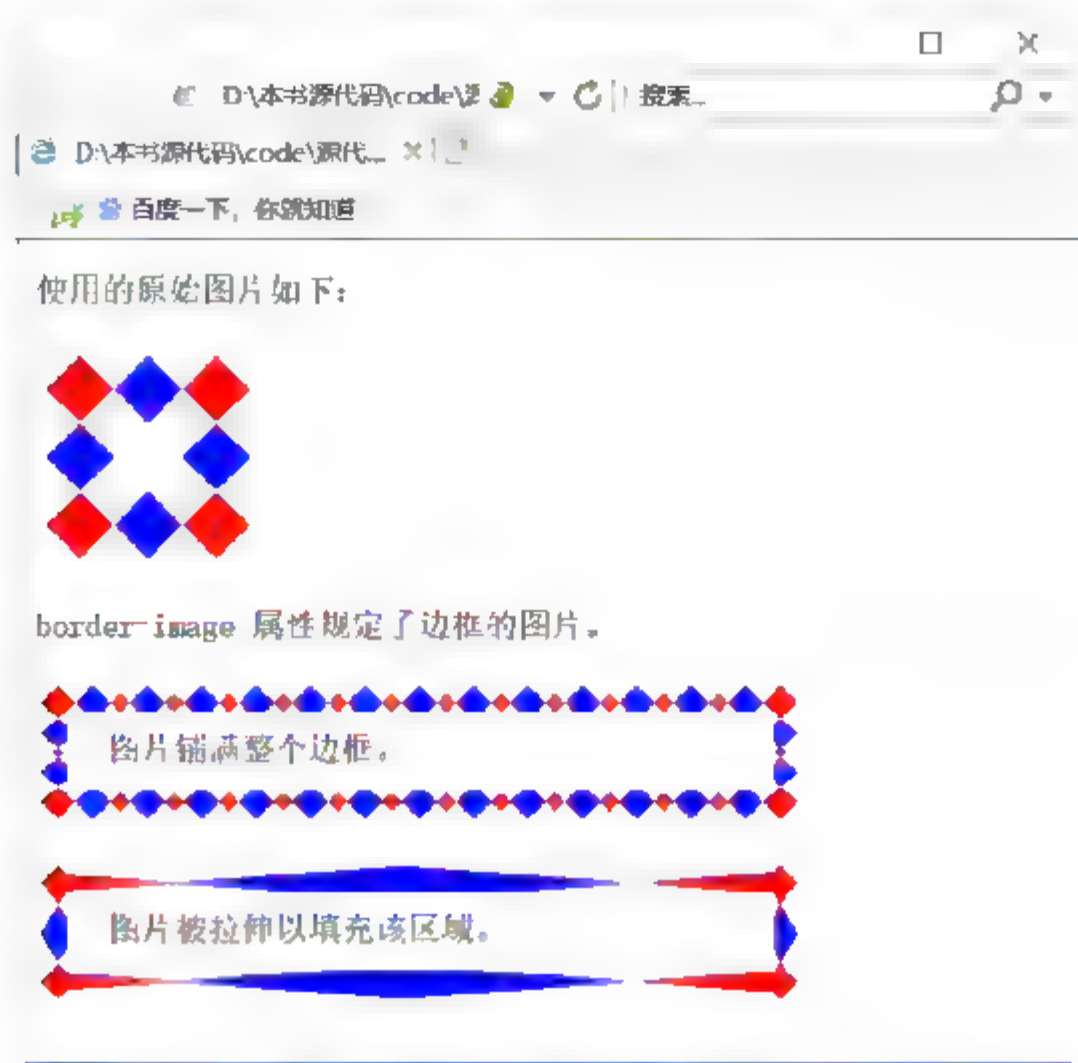 D\本书源代码\code\源 搜索...
D:\本书源代码\code\源代...
百度一下，你就知道
使用的原始图片如下：
border-image 属性规定了边框的图片。
图片铺满整个边框。
图片被拉伸以填充该区域。